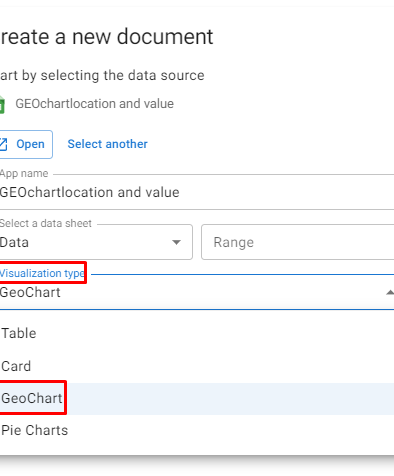 reate a new document
art by selecting the data source
GEOchartlocation and value
Open Select another
App name
GEOchartlocation and value
Select a data sheet
Data Range
Visualization type
GeoChart
Table
Card
GeoChart
Pie Charts